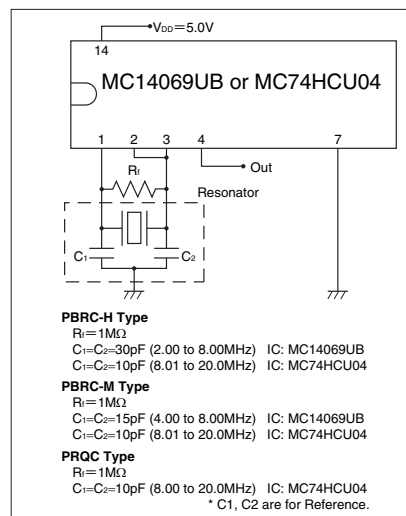 V_DD=5.0V
14
MC14069UB or MC74HCU04
1 2 3 4 7
Rf
Out
Resonator
C1 C2
PBRC-H Type
Rf=1MΩ
C1=C2=30pF (2.00 to 8.00MHz) IC: MC14069UB
C1=C2=10pF (8.01 to 20.0MHz) IC: MC74HCU04
PBRC-M Type
Rf=1MΩ
C1=C2=15pF (4.00 to 8.00MHz) IC: MC14069UB
C1=C2=10pF (8.01 to 20.0MHz) IC: MC74HCU04
PRQC Type
Rf=1MΩ
C1=C2=10pF (8.00 to 20.0MHz) IC: MC74HCU04
* C1, C2 are for Reference.